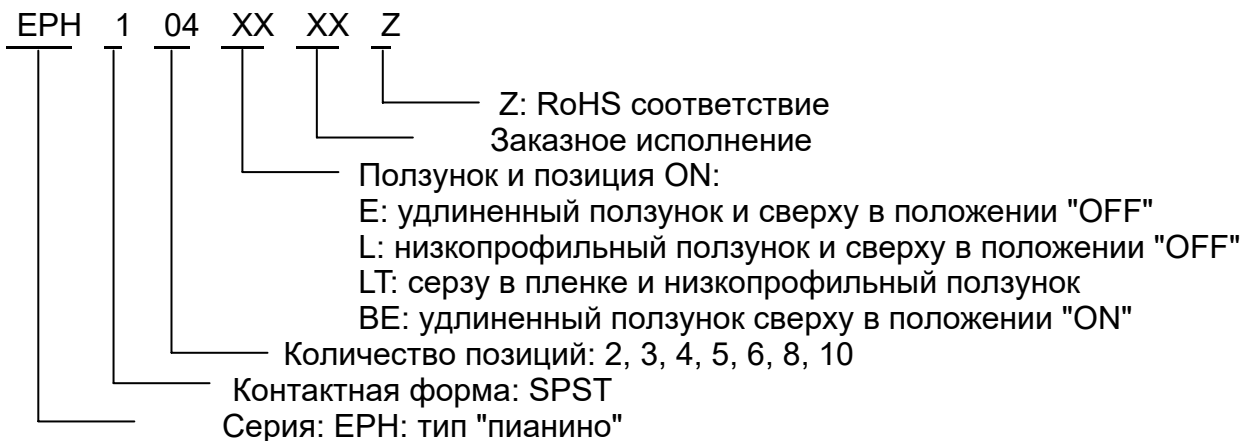 EPH 1 04 XX XX Z
Z: RoHS соответствие
Заказное исполнение
Ползунок и позиция ON:
E: удлиненный ползунок и сверху в положении "OFF"
L: низкопрофильный ползунок и сверху в положении "OFF"
LT: серзу в пленке и низкопрофильный ползунок
BE: удлиненный ползунок сверху в положении "ON"
Количество позиций: 2, 3, 4, 5, 6, 8, 10
Контактная форма: SPST
Серия: EPH: тип "пианино"